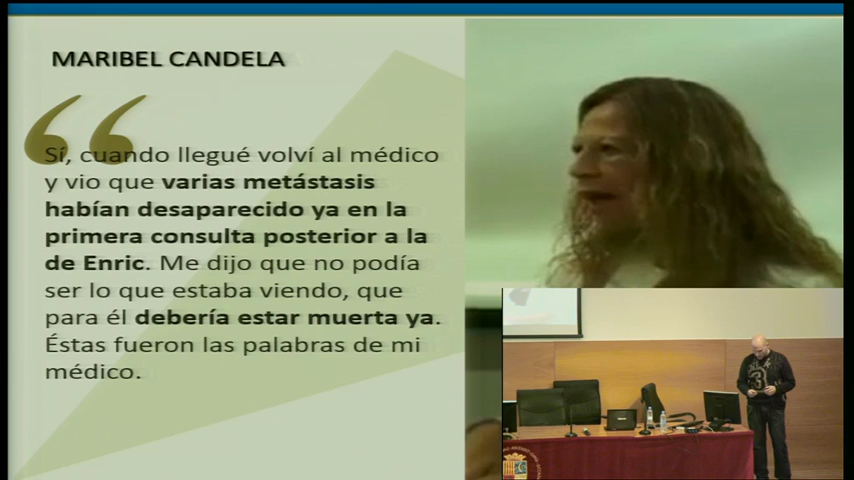 MARIBEL CANDELA
Sí, cuando llegué volví al médico
y vio que varias metástasis
habían desaparecido ya en la
primera consulta posterior a la
de Enric. Me dijo que no podía
ser lo que estaba viendo, que
para él debería estar muerta ya.
Éstas fueron las palabras de mi
médico.